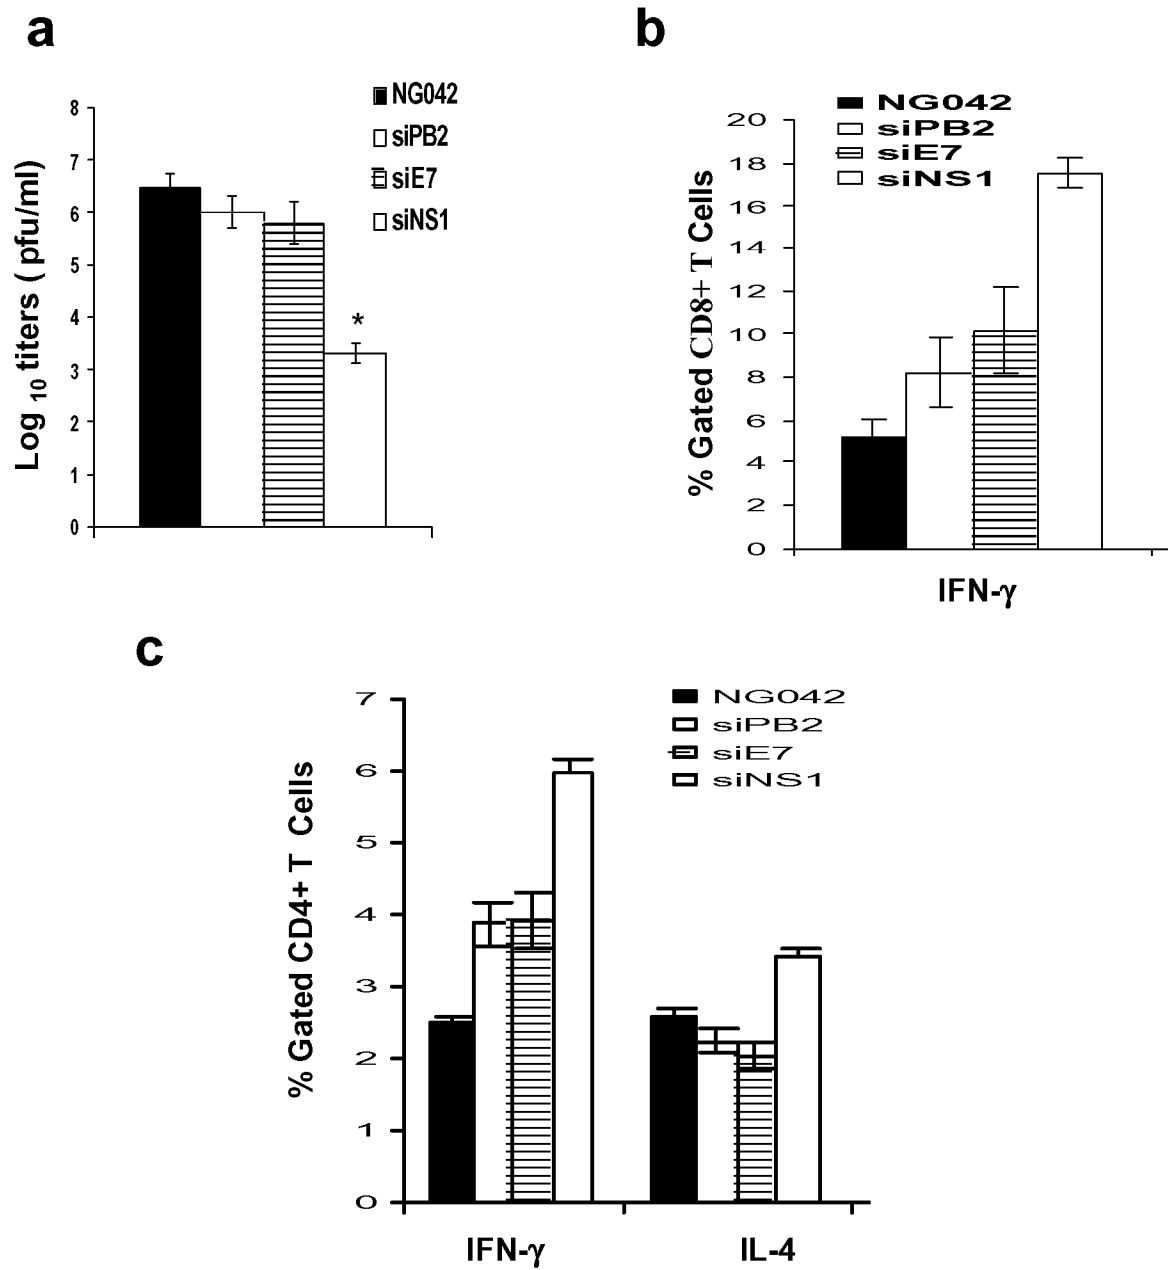 a
NG042
siPB2
siE7
siNS1
8
7
6
5
4
3
2
1
0
Log 10 titers ( pfu/ml)
*
b
NG042
siPB2
siE7
siNS1
20
18
16
14
12
10
8
6
4
2
0
% Gated CD8+ T Cells
IFN-γ
c
NG042
siPB2
siE7
siNS1
7
6
5
4
3
2
1
0
% Gated CD4+ T Cells
IFN-γ
IL-4